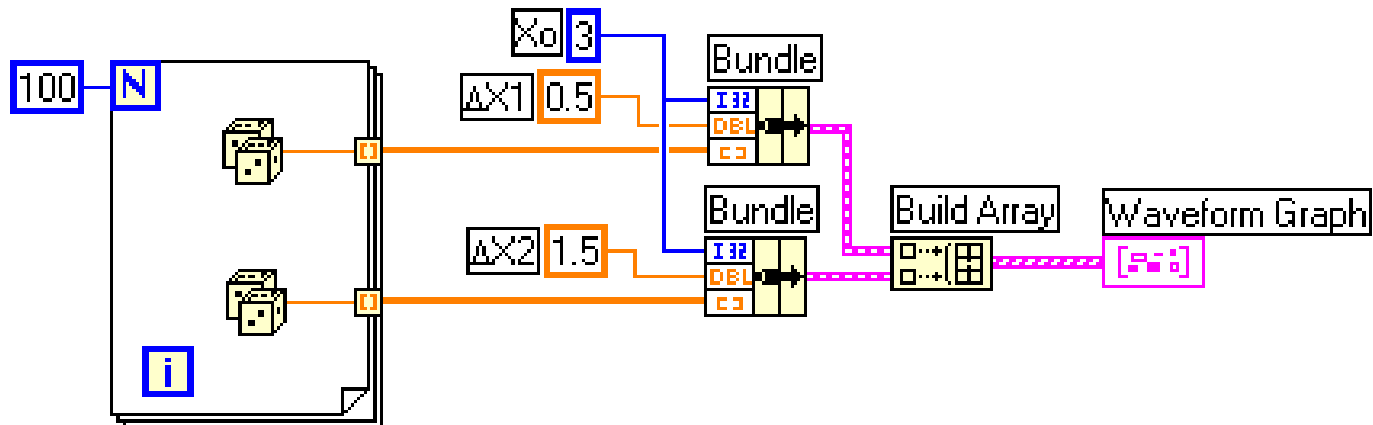 100
N
i
Xo 3
ΔX1 0.5
Bundle
I32
DBL
[ ]
ΔX2 1.5
Bundle
I32
DBL
[ ]
Build Array
Waveform Graph